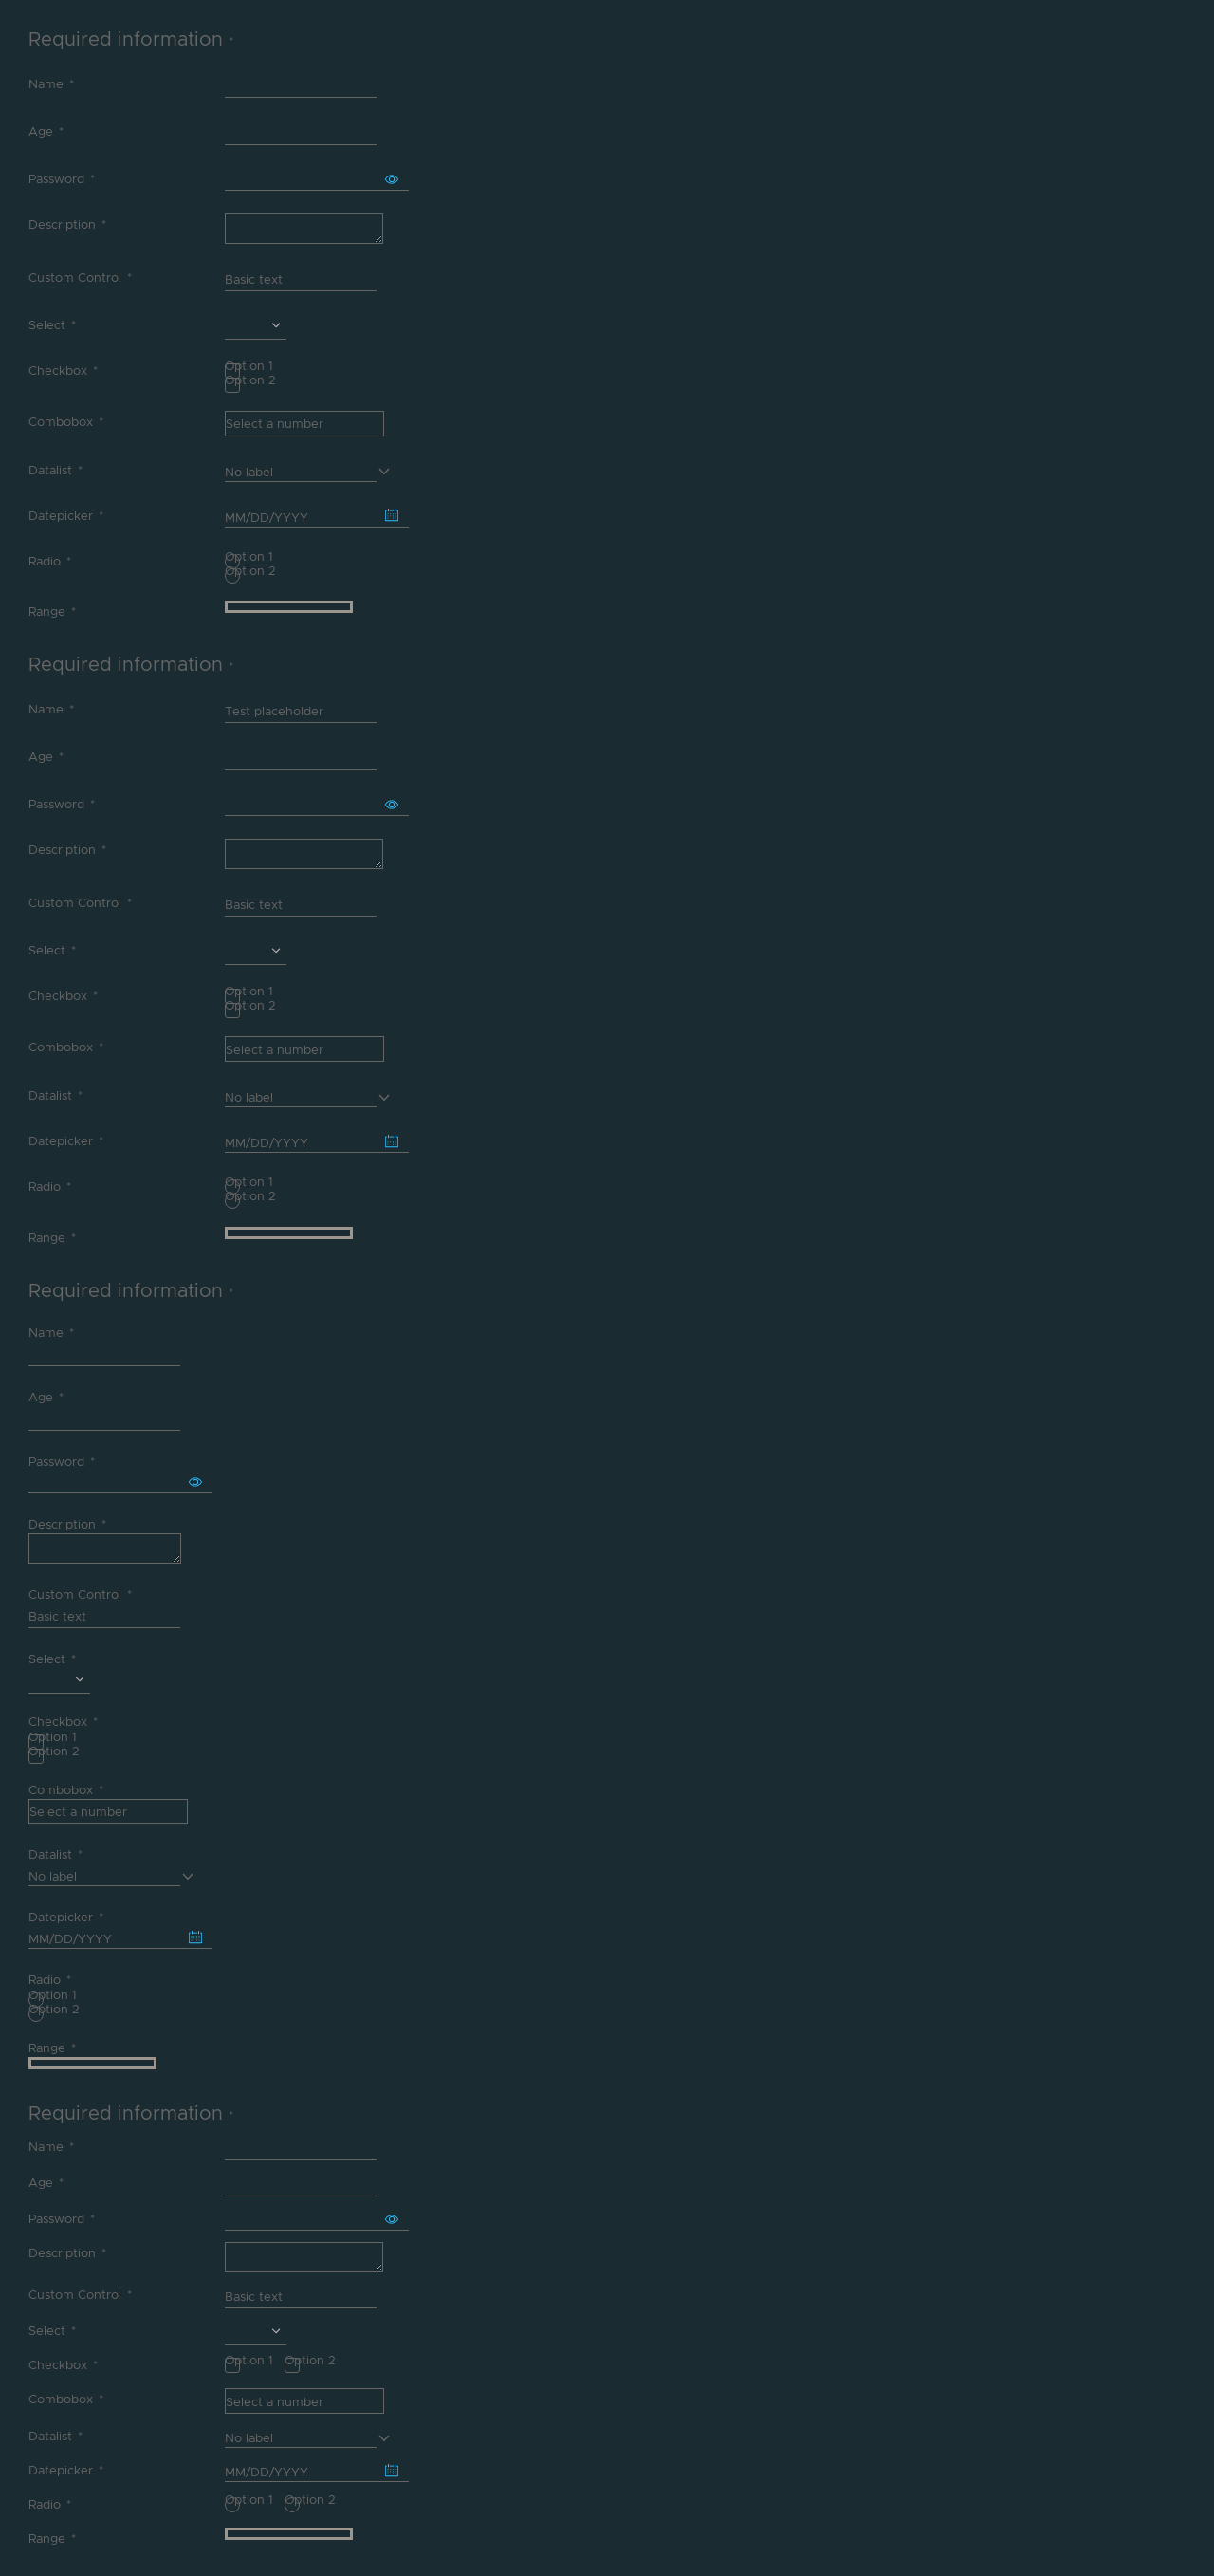 Required information *
Name *
Age *
Password *
Description *
Custom Control * Basic text
Select *
Checkbox * Option 1
Option 2
Combobox * Select a number
Datalist * No label
Datepicker * MM/DD/YYYY
Radio * Option 1
Option 2
Range *
Required information *
Name * Test placeholder
Age *
Password *
Description *
Custom Control * Basic text
Select *
Checkbox * Option 1
Option 2
Combobox * Select a number
Datalist * No label
Datepicker * MM/DD/YYYY
Radio * Option 1
Option 2
Range *
Required information *
Name *
Age *
Password *
Description *
Custom Control *
Basic text
Select *
Checkbox *
Option 1
Option 2
Combobox *
Select a number
Datalist *
No label
Datepicker *
MM/DD/YYYY
Radio *
Option 1
Option 2
Range *
Required information *
Name *
Age *
Password *
Description *
Custom Control * Basic text
Select *
Checkbox * Option 1 Option 2
Combobox * Select a number
Datalist * No label
Datepicker * MM/DD/YYYY
Radio * Option 1 Option 2
Range *